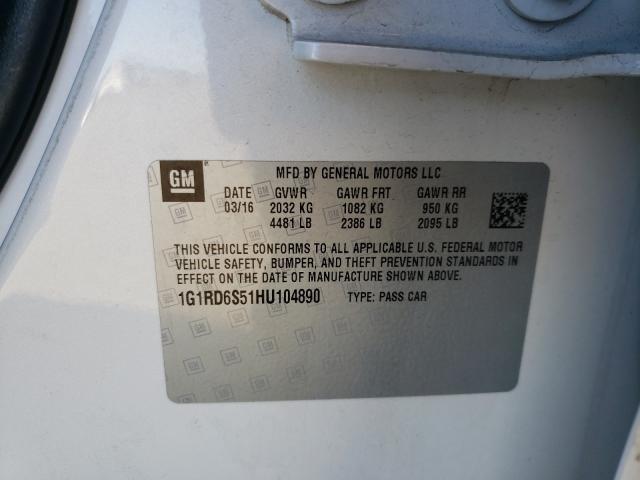 GM
MFD BY GENERAL MOTORS LLC
DATE GVWR GAWR FRT GAWR RR
03/16 2032 KG 1082 KG 950 KG
4481 LB 2386 LB 2095 LB
THIS VEHICLE CONFORMS TO ALL APPLICABLE U.S. FEDERAL MOTOR
VEHICLE SAFETY, BUMPER, AND THEFT PREVENTION STANDARDS IN
EFFECT ON THE DATE OF MANUFACTURE SHOWN ABOVE.
1G1RD6S51HU104890 TYPE: PASS CAR